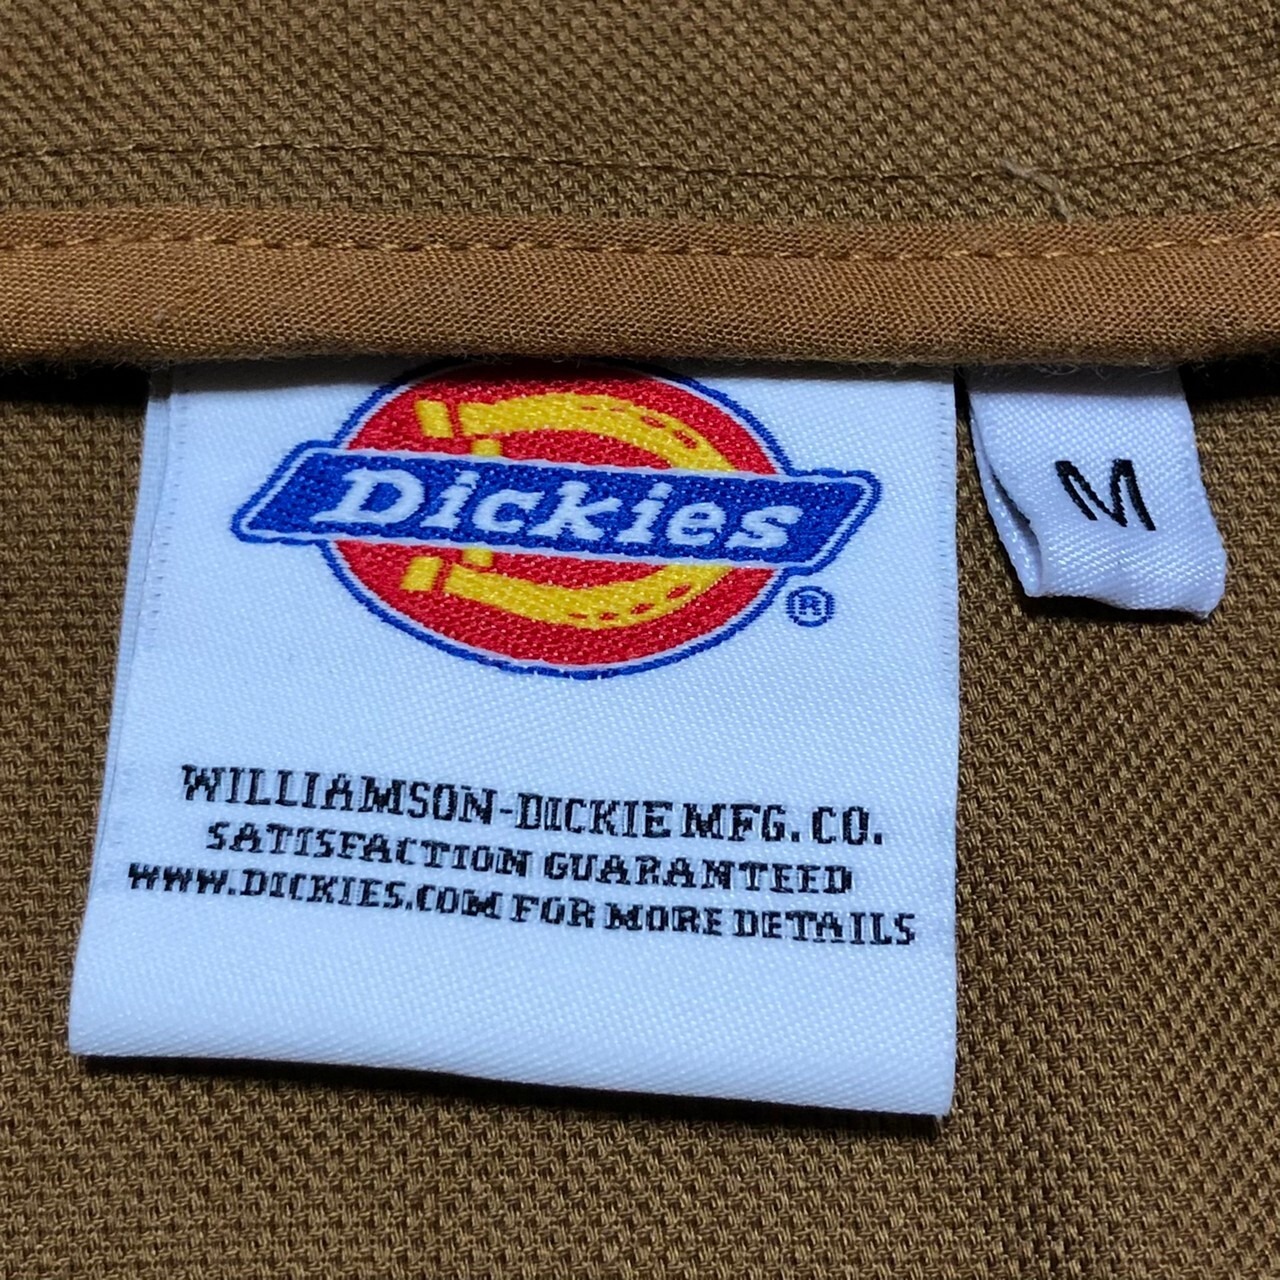 Dickies
®
M
WILLIAMSON-DICKIE MFG. CO.
SATISFACTION GUARANTEED
WWW.DICKIES.COM FOR MORE DETAILS